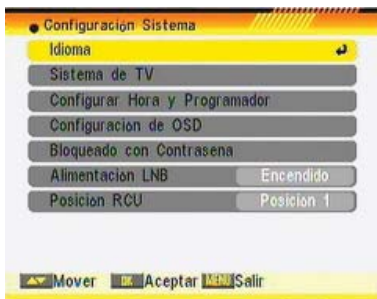 Configuración Sistema
Idioma
Sistema de TV
Configurar Hora y Programador
Configuracion de OSD
Bloqueado con Contrasena
Alimentacion LNB Encendido
Posicion RCU Posicion 1
Mover OK Aceptar MENU Salir